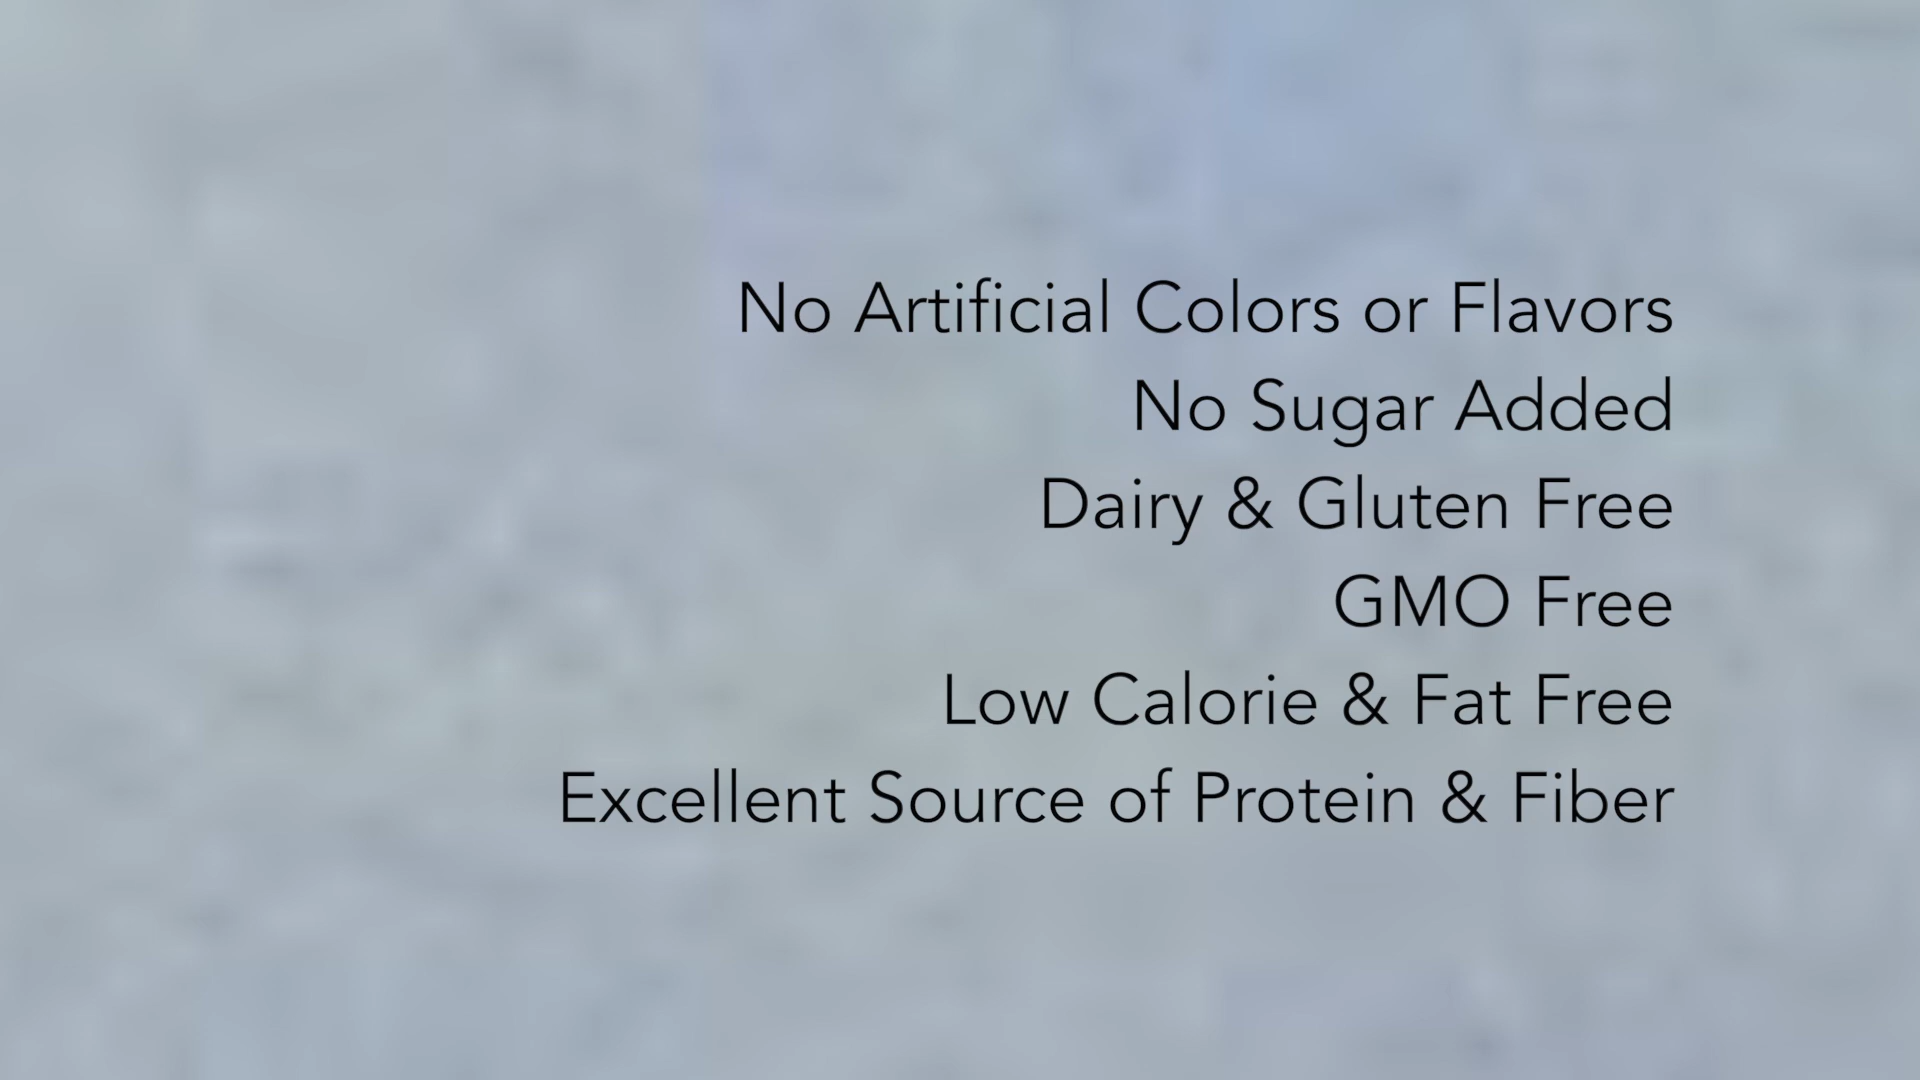 No Artificial Colors or Flavors
No Sugar Added
Dairy & Gluten Free
GMO Free
Low Calorie & Fat Free
Excellent Source of Protein & Fiber